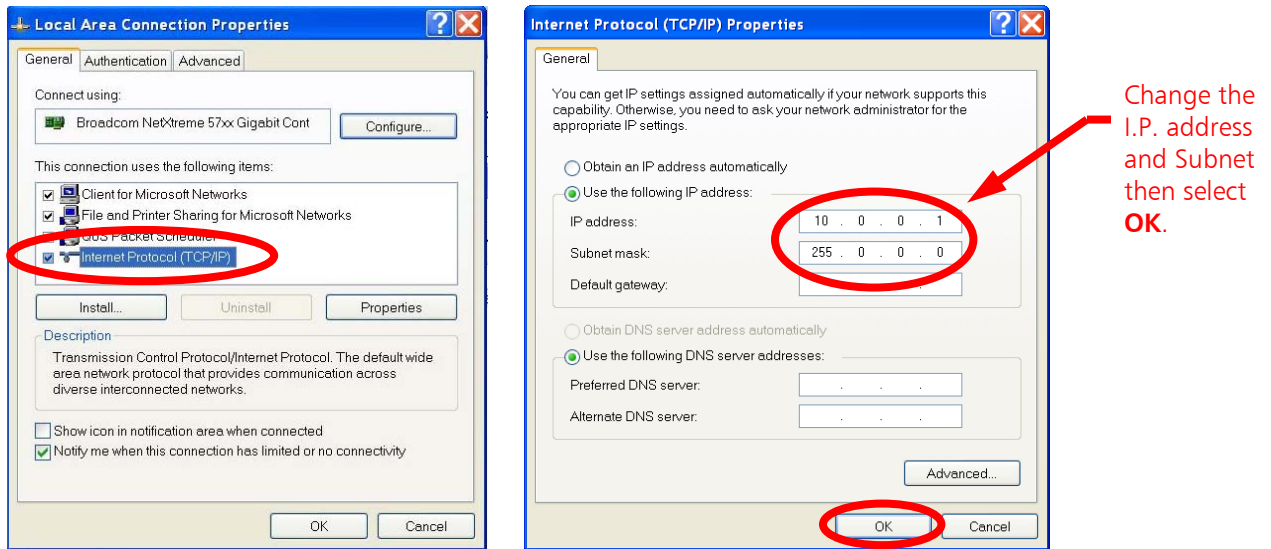 Local Area Connection Properties
General Authentication Advanced
Connect using:
Broadcom NetXtreme 57xx Gigabit Cont
Configure...
This connection uses the following items:
Client for Microsoft Networks
File and Printer Sharing for Microsoft Networks
QoS Packet Scheduler
Internet Protocol (TCP/IP)
Install... Uninstall Properties
Description
Transmission Control Protocol/Internet Protocol. The default wide
area network protocol that provides communication across
diverse interconnected networks.
Show icon in notification area when connected
Notify me when this connection has limited or no connectivity
OK Cancel
Internet Protocol (TCP/IP) Properties
General
You can get IP settings assigned automatically if your network supports this
capability. Otherwise, you need to ask your network administrator for the
appropriate IP settings.
Obtain an IP address automatically
Use the following IP address:
IP address: 10 . 0 . 0 . 1
Subnet mask: 255 . 0 . 0 . 0
Default gateway: . . .
Obtain DNS server address automatically
Use the following DNS server addresses:
Preferred DNS server: . . .
Alternate DNS server: . . .
Advanced...
OK Cancel
Change the
I.P. address
and Subnet
then select
OK.